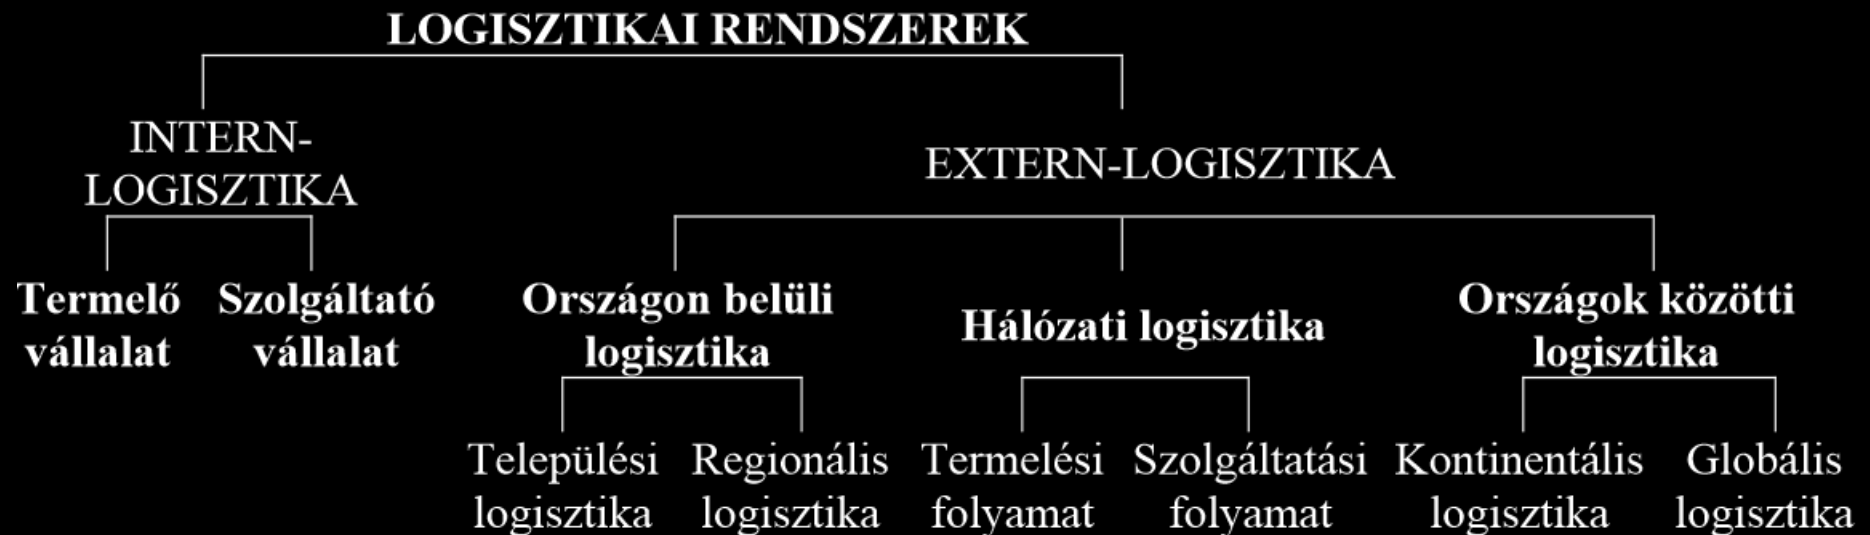 LOGISZTIKAI RENDSZEREK
INTERN-
LOGISZTIKA
EXTERN-LOGISZTIKA
Termelő
vállalat
Szolgáltató
vállalat
Országon belüli
logisztika
Hálózati logisztika
Országok közötti
logisztika
Települési
logisztika
Regionális
logisztika
Termelési
folyamat
Szolgáltatási
folyamat
Kontinentális
logisztika
Globális
logisztika